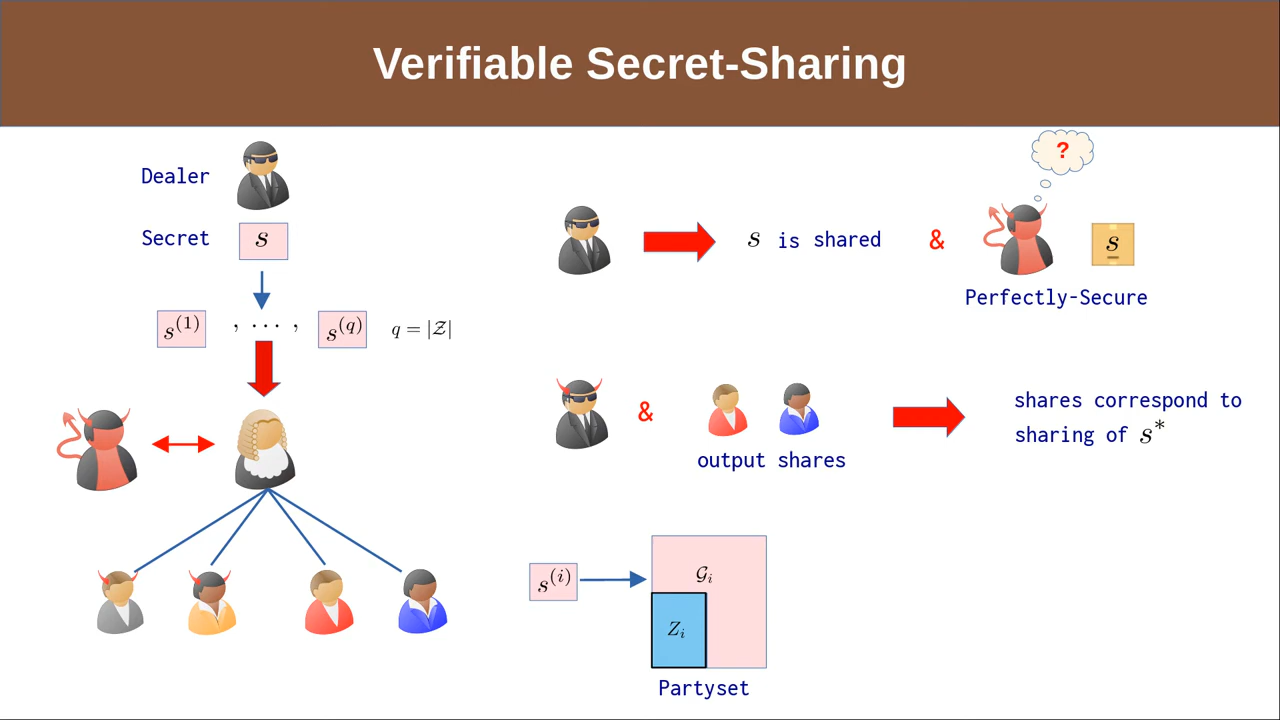 Verifiable Secret-Sharing
Dealer
Secret s
s^{(1)} , ... , s^{(q)} q = |𝒵|
?
s is shared & s
Perfectly-Secure
&
output shares
shares correspond to
sharing of s^*
s^{(i)}
𝒢_i
Z_i
Partyset